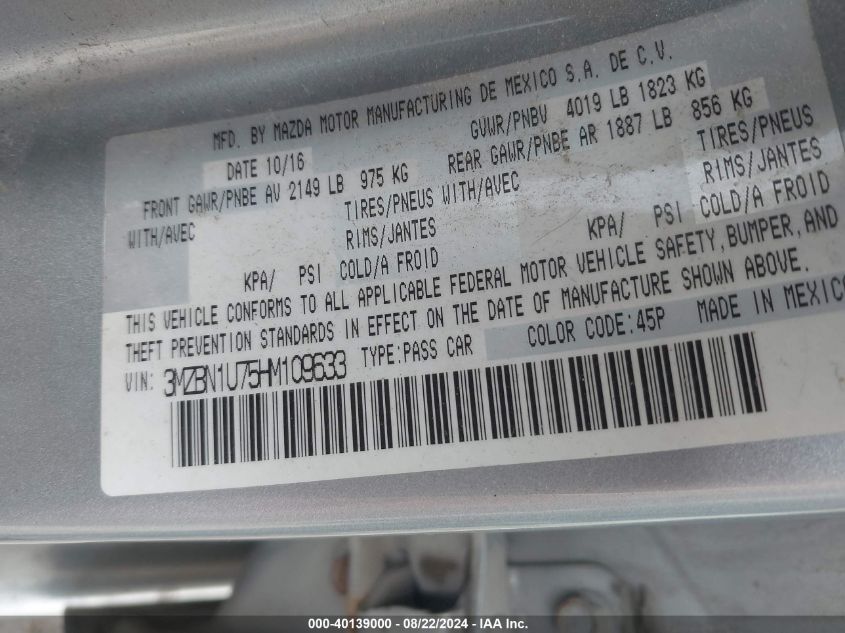 MFD. BY MAZDA MOTOR MANUFACTURING DE MEXICO S.A. DE C.V.
DATE 10/16 GVWR/PNBV 4019 LB 1823 KG
FRONT GAWR/PNBE AV 2149 LB 975 KG REAR GAWR/PNBE AR 1887 LB 856 KG
WITH/AVEC TIRES/PNEUS WITH/AVEC TIRES/PNEUS
RIMS/JANTES RIMS/JANTES
KPA/ PSI COLD/A FROID KPA/ PSI COLD/A FROID
THIS VEHICLE CONFORMS TO ALL APPLICABLE FEDERAL MOTOR VEHICLE SAFETY, BUMPER, AND
THEFT PREVENTION STANDARDS IN EFFECT ON THE DATE OF MANUFACTURE SHOWN ABOVE.
VIN: 3MZBN1U75HM109633 TYPE:PASS CAR COLOR CODE:45P MADE IN MEXICO
000-40139000 - 08/22/2024 - IAA Inc.